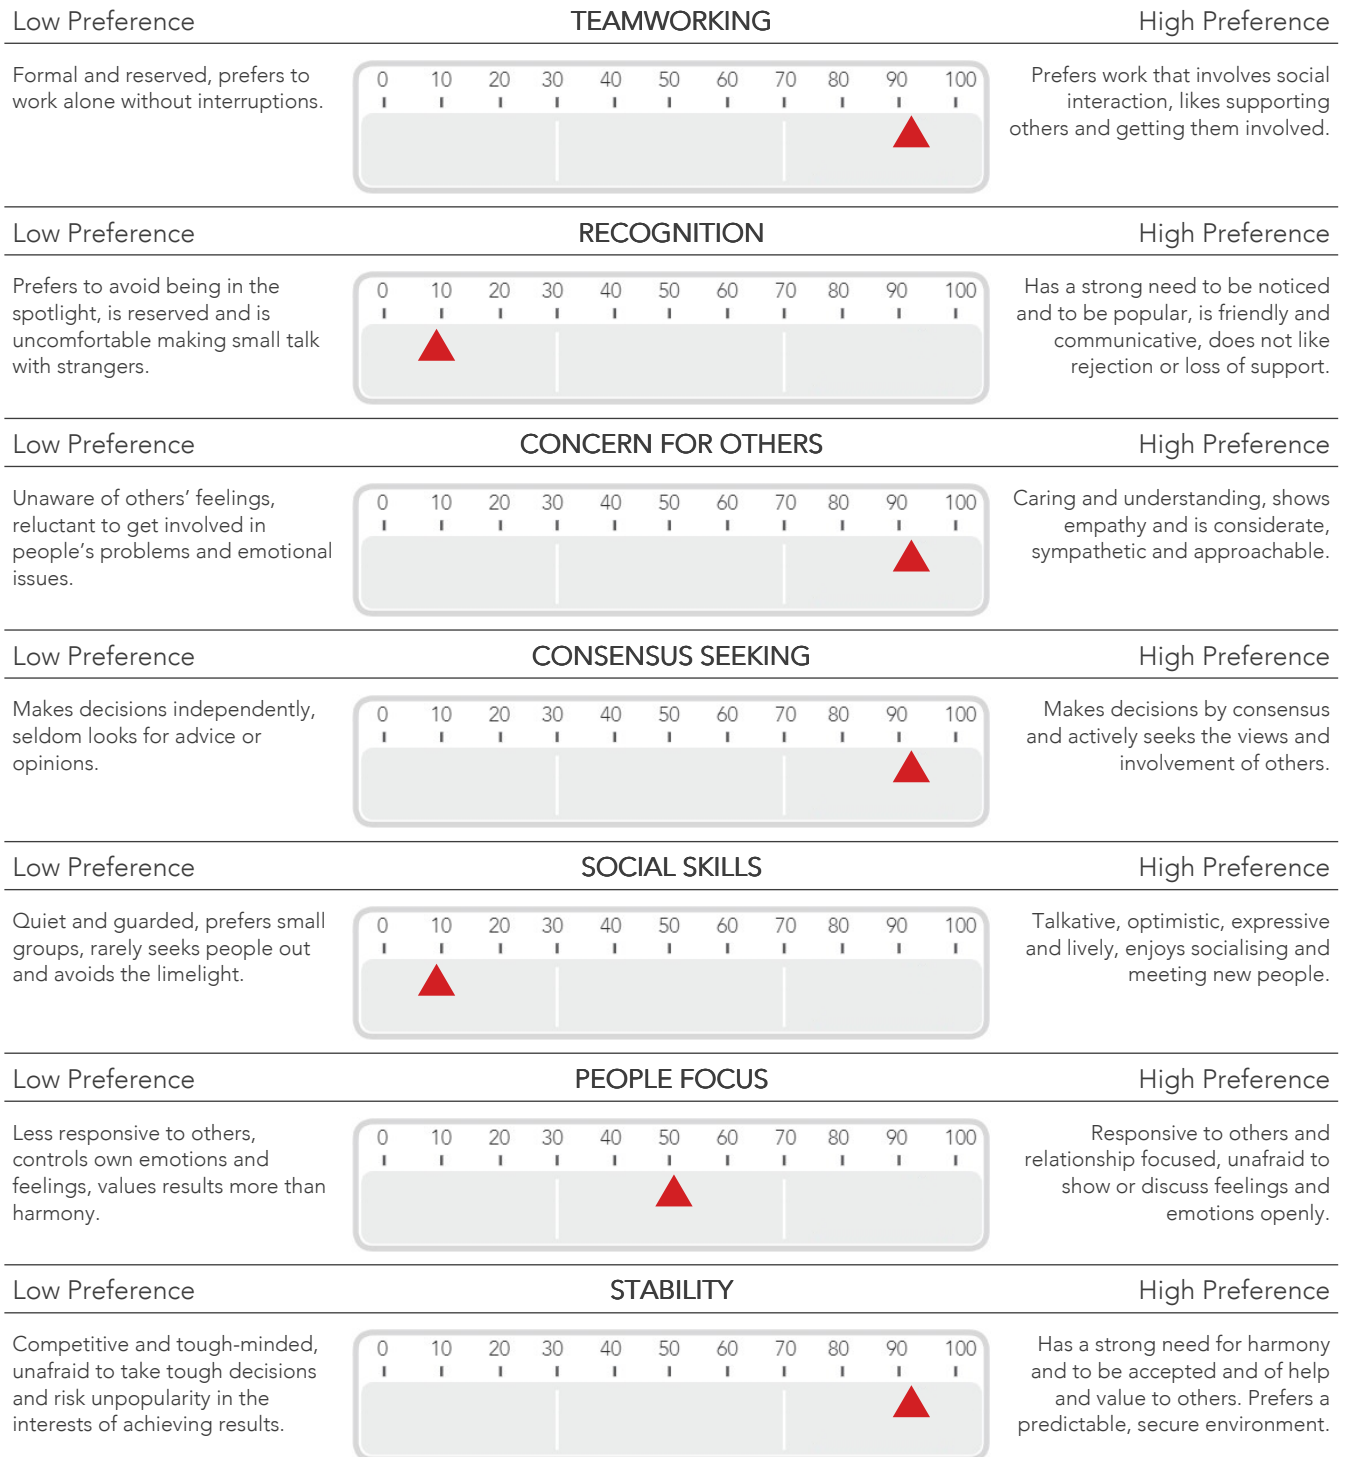 Low Preference TEAMWORKING High Preference
Formal and reserved, prefers to
work alone without interruptions.
0 10 20 30 40 50 60 70 80 90 100
Prefers work that involves social
interaction, likes supporting
others and getting them involved.
Low Preference RECOGNITION High Preference
Prefers to avoid being in the
spotlight, is reserved and is
uncomfortable making small talk
with strangers.
0 10 20 30 40 50 60 70 80 90 100
Has a strong need to be noticed
and to be popular, is friendly and
communicative, does not like
rejection or loss of support.
Low Preference CONCERN FOR OTHERS High Preference
Unaware of others’ feelings,
reluctant to get involved in
people’s problems and emotional
issues.
0 10 20 30 40 50 60 70 80 90 100
Caring and understanding, shows
empathy and is considerate,
sympathetic and approachable.
Low Preference CONSENSUS SEEKING High Preference
Makes decisions independently,
seldom looks for advice or
opinions.
0 10 20 30 40 50 60 70 80 90 100
Makes decisions by consensus
and actively seeks the views and
involvement of others.
Low Preference SOCIAL SKILLS High Preference
Quiet and guarded, prefers small
groups, rarely seeks people out
and avoids the limelight.
0 10 20 30 40 50 60 70 80 90 100
Talkative, optimistic, expressive
and lively, enjoys socialising and
meeting new people.
Low Preference PEOPLE FOCUS High Preference
Less responsive to others,
controls own emotions and
feelings, values results more than
harmony.
0 10 20 30 40 50 60 70 80 90 100
Responsive to others and
relationship focused, unafraid to
show or discuss feelings and
emotions openly.
Low Preference STABILITY High Preference
Competitive and tough-minded,
unafraid to take tough decisions
and risk unpopularity in the
interests of achieving results.
0 10 20 30 40 50 60 70 80 90 100
Has a strong need for harmony
and to be accepted and of help
and value to others. Prefers a
predictable, secure environment.